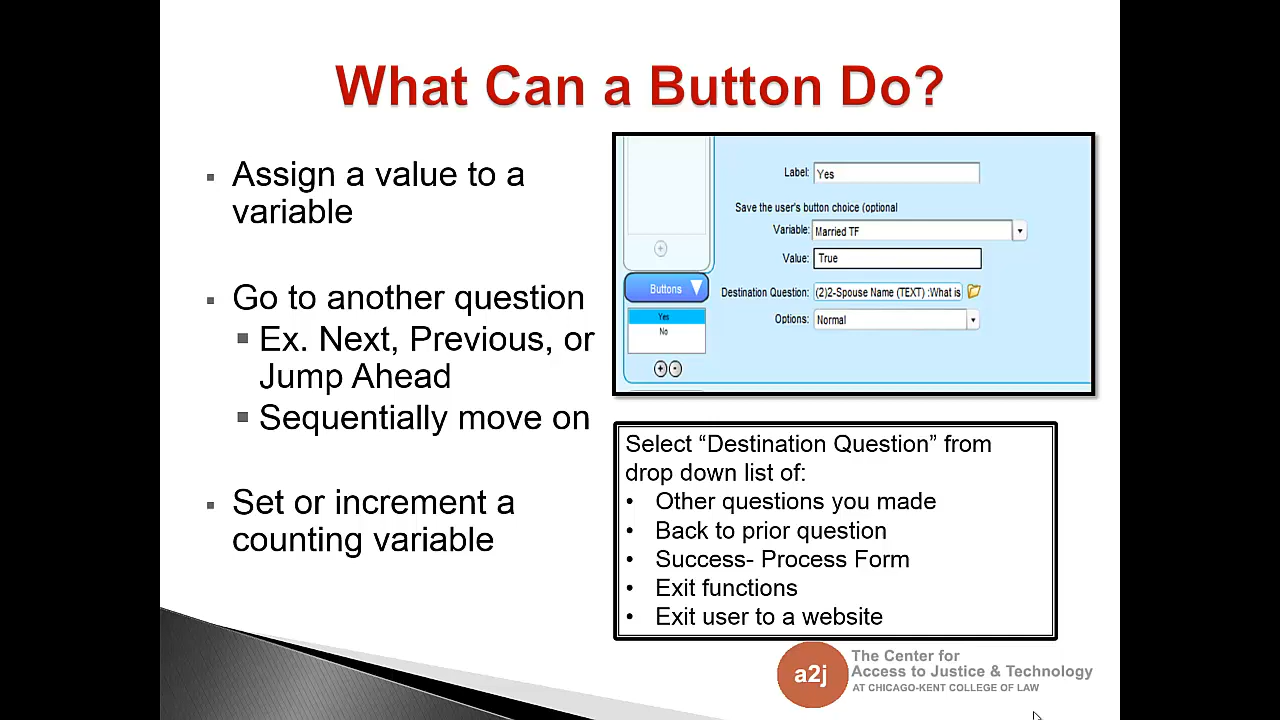 What Can a Button Do?
Assign a value to a
variable
Go to another question
Ex. Next, Previous, or
Jump Ahead
Sequentially move on
Set or increment a
counting variable
Label: Yes
Save the user's button choice (optional
Variable: Married TF
Value: True
Buttons
Destination Question: (2)2-Spouse Name (TEXT) :What is
Yes
Options: Normal
No
Select “Destination Question” from
drop down list of:
• Other questions you made
• Back to prior question
• Success- Process Form
• Exit functions
• Exit user to a website
a2j
The Center for
Access to Justice & Technology
AT CHICAGO-KENT COLLEGE OF LAW